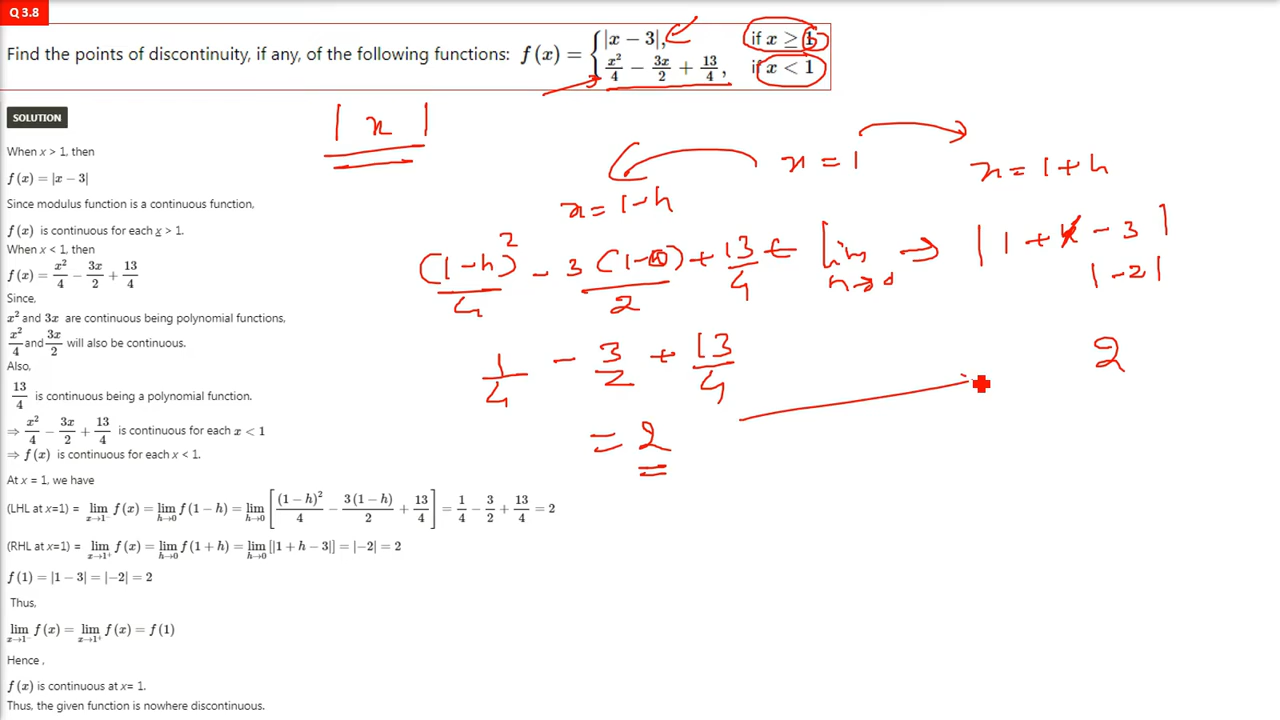 Q 3.8
Find the points of discontinuity, if any, of the following functions: f(x) = { |x − 3|, if x ≥ 1
x²/4 − 3x/2 + 13/4, if x < 1
SOLUTION
| x |
When x > 1, then
f(x) = |x − 3|
Since modulus function is a continuous function,
f(x) is continuous for each x > 1.
When x < 1, then
f(x) = x²/4 − 3x/2 + 13/4
Since,
x² and 3x are continuous being polynomial functions,
x²/4 and 3x/2 will also be continuous.
Also,
13/4 is continuous being a polynomial function.
⇒ x²/4 − 3x/2 + 13/4 is continuous for each x < 1
⇒ f(x) is continuous for each x < 1.
At x = 1, we have
(LHL at x=1) = lim x→1⁻ f(x) = lim h→0 f(1 − h) = lim h→0 [(1 − h)²/4 − 3(1 − h)/2 + 13/4] = 1/4 − 3/2 + 13/4 = 2
(RHL at x=1) = lim x→1⁺ f(x) = lim h→0 f(1 + h) = lim h→0 [|1 + h − 3|] = |−2| = 2
f(1) = |1 − 3| = |−2| = 2
Thus,
lim x→1⁻ f(x) = lim x→1⁺ f(x) = f(1)
Hence ,
f(x) is continuous at x= 1.
Thus, the given function is nowhere discontinuous.
x = 1
x = 1-h
x = 1+h
(1-h)²/4 - 3(1-h)/2 + 13/4 ← lim h→0 → |1 + h - 3|
|-2|
1/4 - 3/2 + 13/4
2
= 2